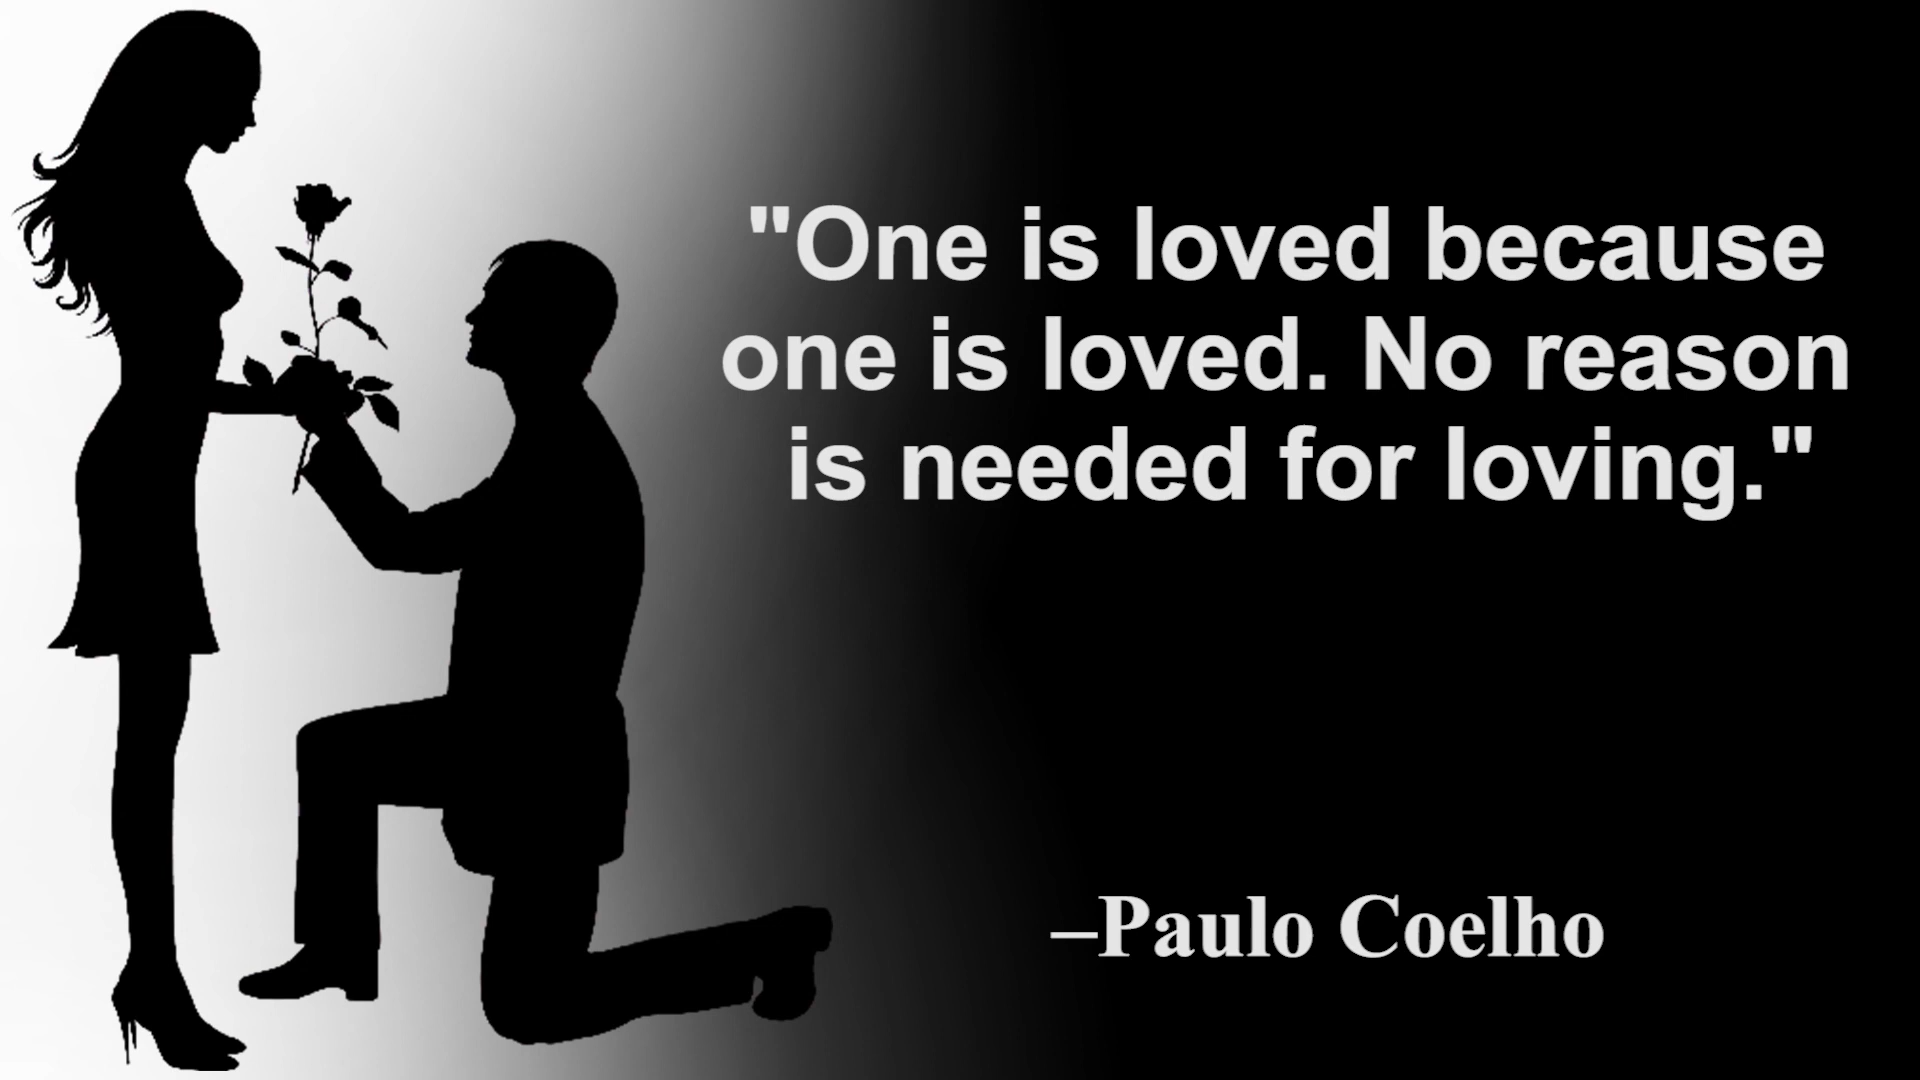 "One is loved because
one is loved. No reason
is needed for loving."
–Paulo Coelho